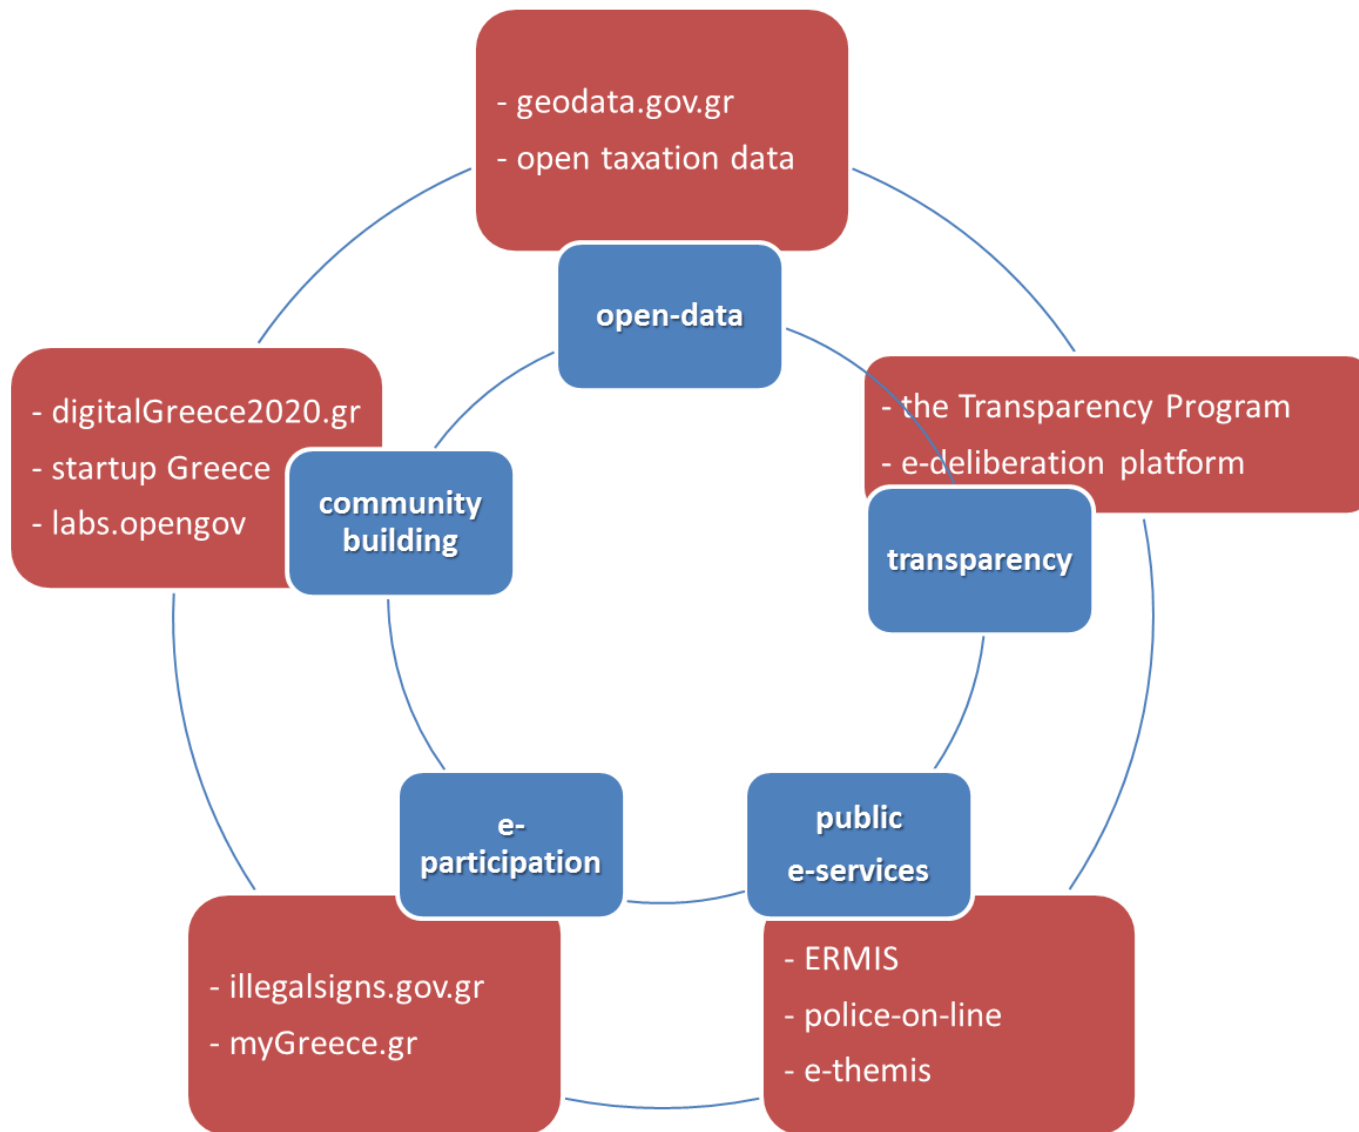 - geodata.gov.gr
- open taxation data
open-data
- the Transparency Program
- e-deliberation platform
transparency
- digitalGreece2020.gr
- startup Greece
- labs.opengov
community
building
e-
participation
- illegalsigns.gov.gr
- myGreece.gr
public
e-services
- ERMIS
- police-on-line
- e-themis